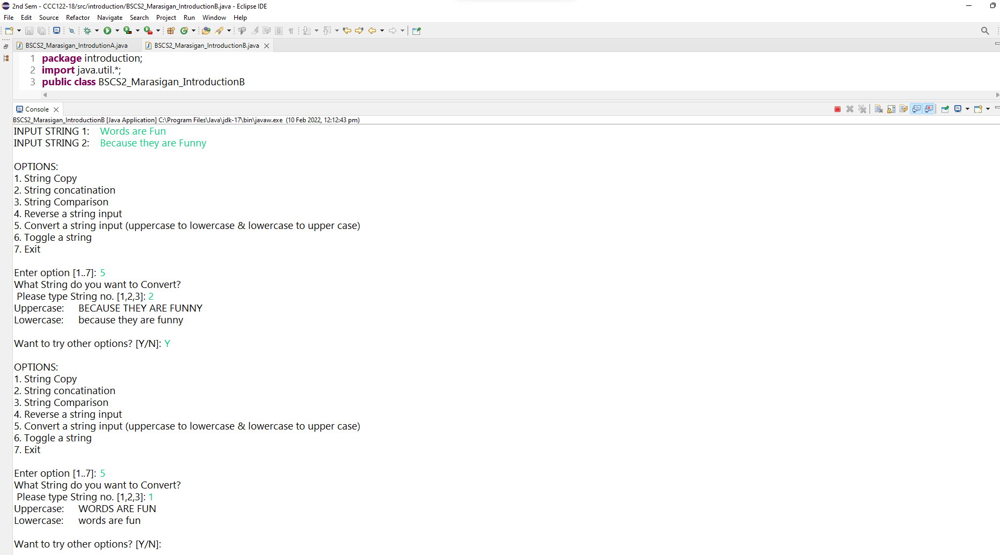 2nd Sem - CCC122-18/src/introduction/BSCS2_Marasigan_IntroductionB.java - Eclipse IDE
File Edit Source Refactor Navigate Search Project Run Window Help
BSCS2_Marasigan_IntrodutionA.java BSCS2_Marasigan_IntroductionB.java
1 package introduction;
2 import java.util.*;
3 public class BSCS2_Marasigan_IntroductionB
Console
BSCS2_Marasigan_IntroductionB [Java Application] C:\Program Files\Java\jdk-17\bin\javaw.exe (10 Feb 2022, 12:12:43 pm)
INPUT STRING 1: Words are Fun
INPUT STRING 2: Because they are Funny
OPTIONS:
1. String Copy
2. String concatination
3. String Comparison
4. Reverse a string input
5. Convert a string input (uppercase to lowercase & lowercase to upper case)
6. Toggle a string
7. Exit
Enter option [1..7]: 5
What String do you want to Convert?
Please type String no. [1,2,3]: 2
Uppercase: BECAUSE THEY ARE FUNNY
Lowercase: because they are funny
Want to try other options? [Y/N]: Y
OPTIONS:
1. String Copy
2. String concatination
3. String Comparison
4. Reverse a string input
5. Convert a string input (uppercase to lowercase & lowercase to upper case)
6. Toggle a string
7. Exit
Enter option [1..7]: 5
What String do you want to Convert?
Please type String no. [1,2,3]: 1
Uppercase: WORDS ARE FUN
Lowercase: words are fun
Want to try other options? [Y/N]: